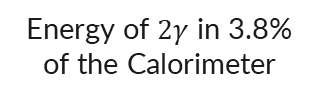 Energy of 2γ in 3.8%
of the Calorimeter